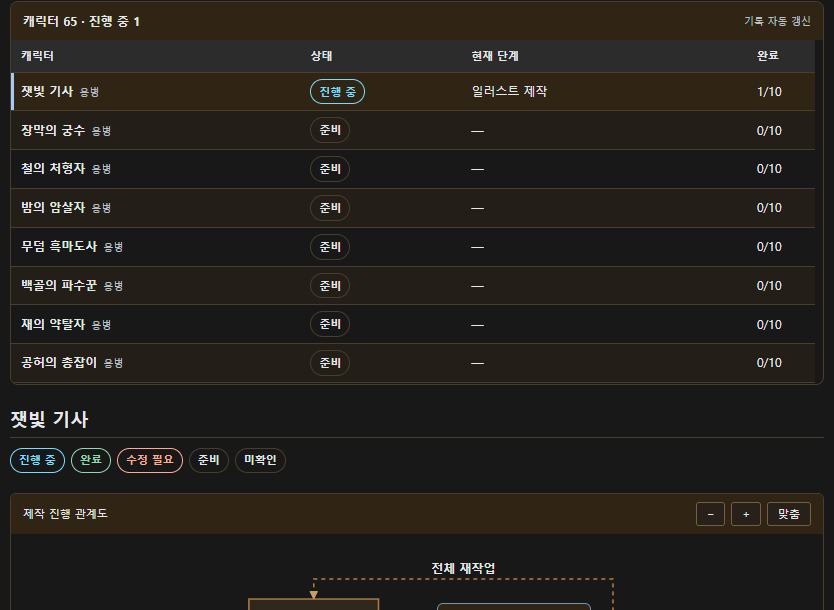 캐릭터 65 · 진행 중 1 기록 자동 갱신
캐릭터 상태 현재 단계 완료
잿빛 기사 용병 진행 중 일러스트 제작 1/10
장막의 궁수 용병 준비 — 0/10
철의 처형자 용병 준비 — 0/10
밤의 암살자 용병 준비 — 0/10
무덤 흑마도사 용병 준비 — 0/10
백골의 파수꾼 용병 준비 — 0/10
재의 약탈자 용병 준비 — 0/10
공허의 총잡이 용병 준비 — 0/10
잿빛 기사
진행 중 완료 수정 필요 준비 미확인
제작 진행 관계도 − + 맞춤
전체 재작업